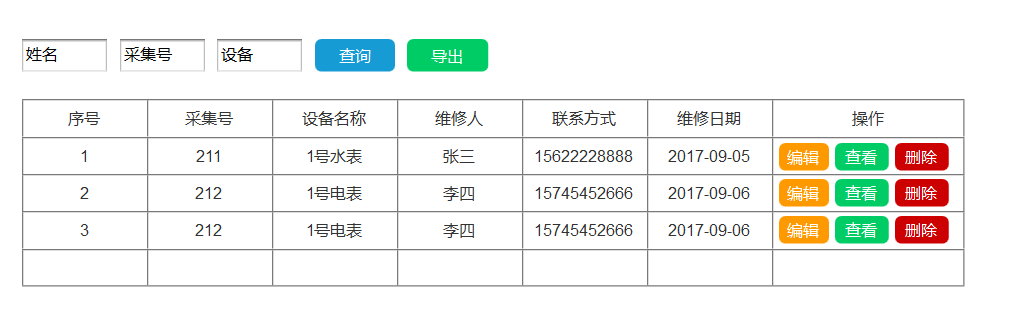 姓名 采集号 设备 查询 导出
序号 采集号 设备名称 维修人 联系方式 维修日期 操作
1 211 1号水表 张三 15622228888 2017-09-05 编辑 查看 删除
2 212 1号电表 李四 15745452666 2017-09-06 编辑 查看 删除
3 212 1号电表 李四 15745452666 2017-09-06 编辑 查看 删除